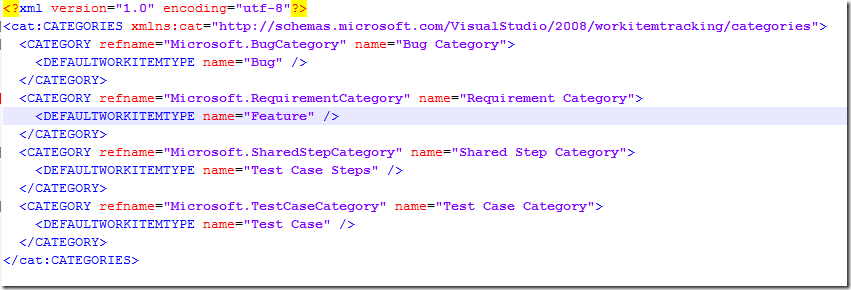 <?xml version="1.0" encoding="utf-8"?>
<cat:CATEGORIES xmlns:cat="http://schemas.microsoft.com/VisualStudio/2008/workitemtracking/categories">
<CATEGORY refname="Microsoft.BugCategory" name="Bug Category">
<DEFAULTWORKITEMTYPE name="Bug" />
</CATEGORY>
<CATEGORY refname="Microsoft.RequirementCategory" name="Requirement Category">
<DEFAULTWORKITEMTYPE name="Feature" />
</CATEGORY>
<CATEGORY refname="Microsoft.SharedStepCategory" name="Shared Step Category">
<DEFAULTWORKITEMTYPE name="Test Case Steps" />
</CATEGORY>
<CATEGORY refname="Microsoft.TestCaseCategory" name="Test Case Category">
<DEFAULTWORKITEMTYPE name="Test Case" />
</CATEGORY>
</cat:CATEGORIES>